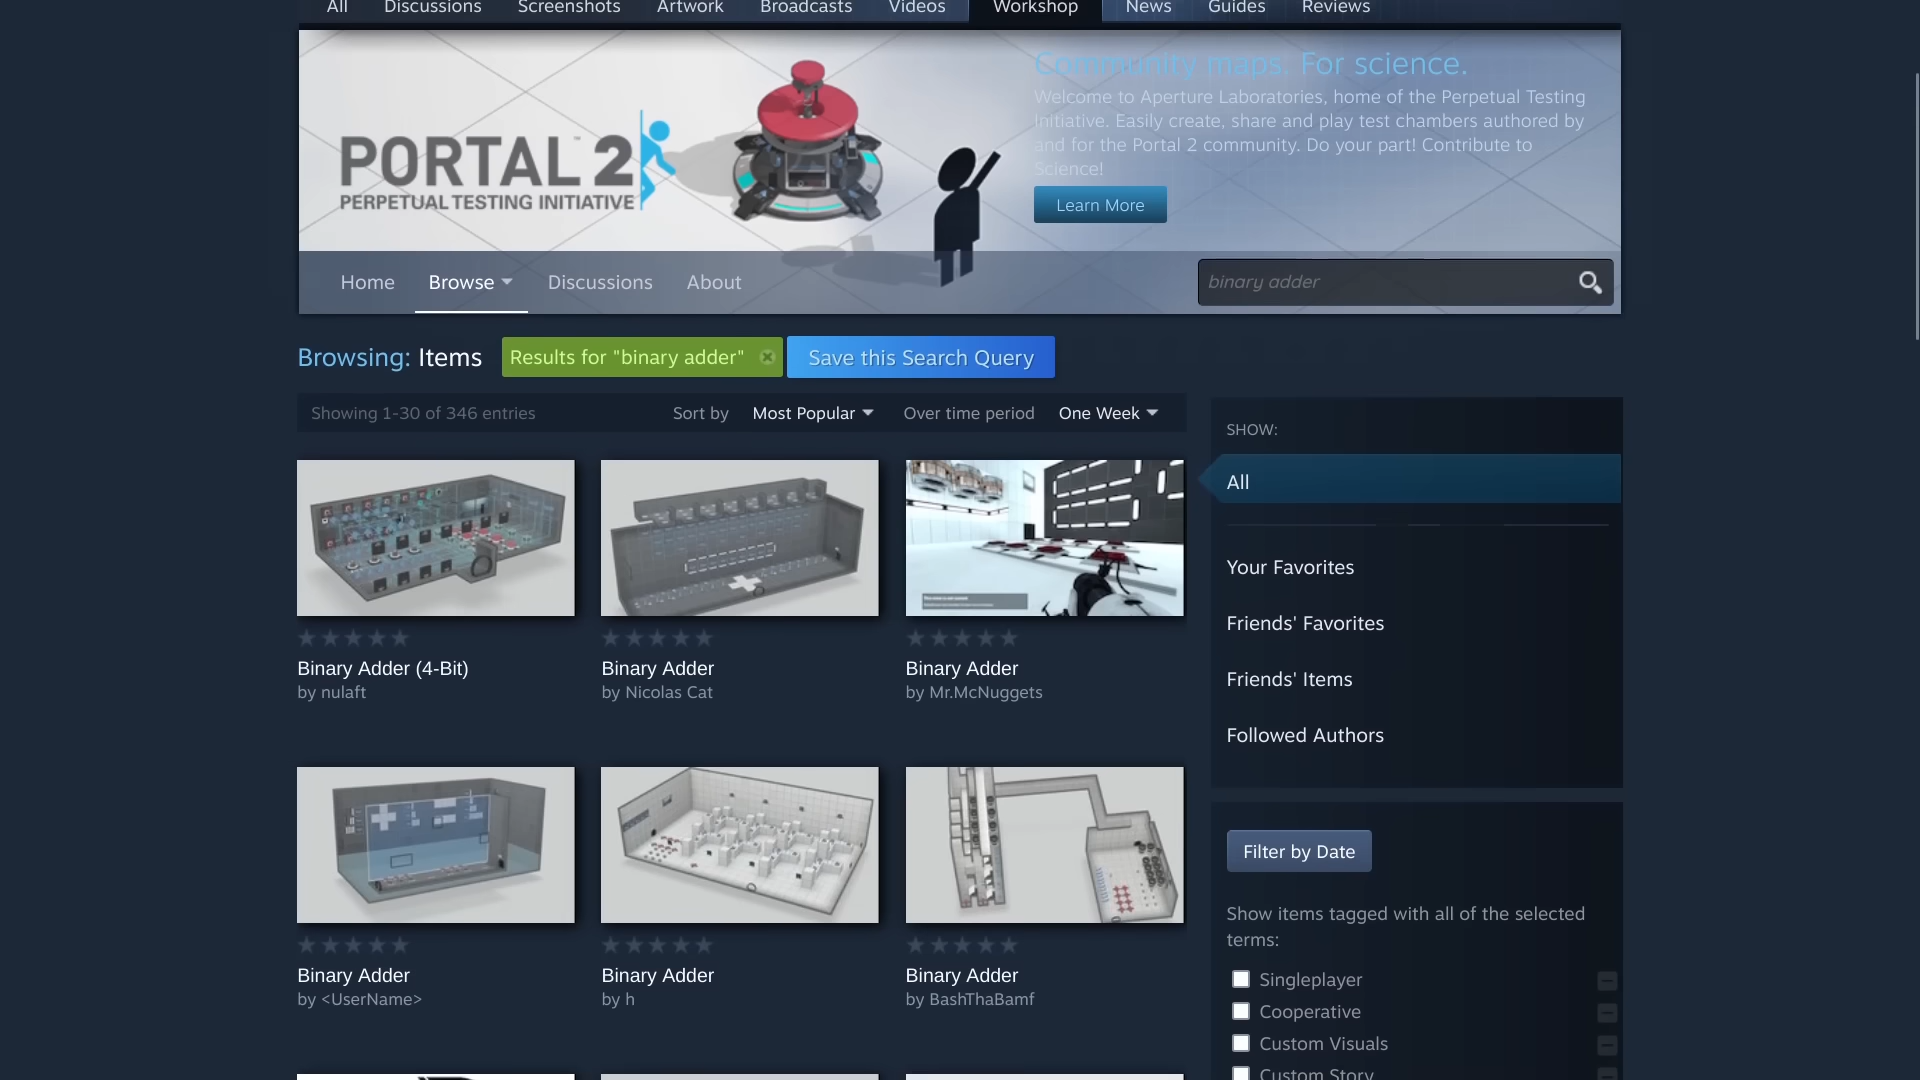 All Discussions Screenshots Artwork Broadcasts Videos Workshop News Guides Reviews
Community maps. For science.
Welcome to Aperture Laboratories, home of the Perpetual Testing
Initiative. Easily create, share and play test chambers authored by
and for the Portal 2 community. Do your part! Contribute to
Science!
Learn More
PORTAL 2
PERPETUAL TESTING INITIATIVE
Home Browse Discussions About
binary adder
Browsing: Items Results for "binary adder" Save this Search Query
Showing 1-30 of 346 entries Sort by Most Popular Over time period One Week
Binary Adder (4-Bit)
by nulaft
Binary Adder
by Nicolas Cat
Binary Adder
by Mr.McNuggets
Binary Adder
by <UserName>
Binary Adder
by h
Binary Adder
by BashThaBamf
SHOW:
All
Your Favorites
Friends' Favorites
Friends' Items
Followed Authors
Filter by Date
Show items tagged with all of the selected
terms:
Singleplayer
Cooperative
Custom Visuals
Custom Story